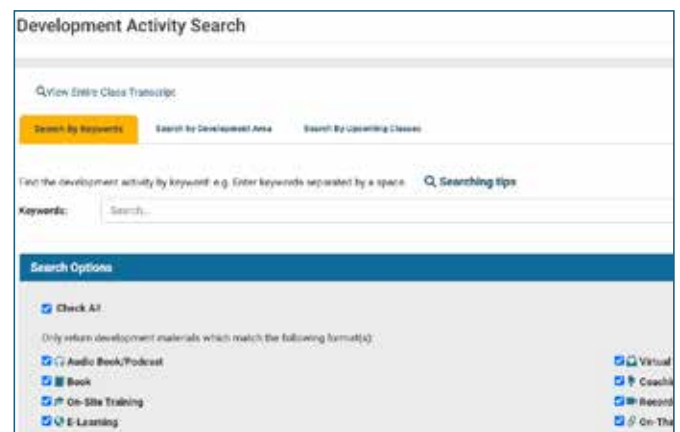 Development Activity Search
View Entire Class Transcript
Search By Keywords Search by Development Area Search By Upcoming Classes
Find the development activity by keyword e.g. Enter keywords separated by a space Searching tips
Keywords: Search..
Search Options
Check All
Only return development materials which match the following format(s):
Audio Book/Podcast Virtual
Book Coachin
On-Site Training Record
E-Learning On-The